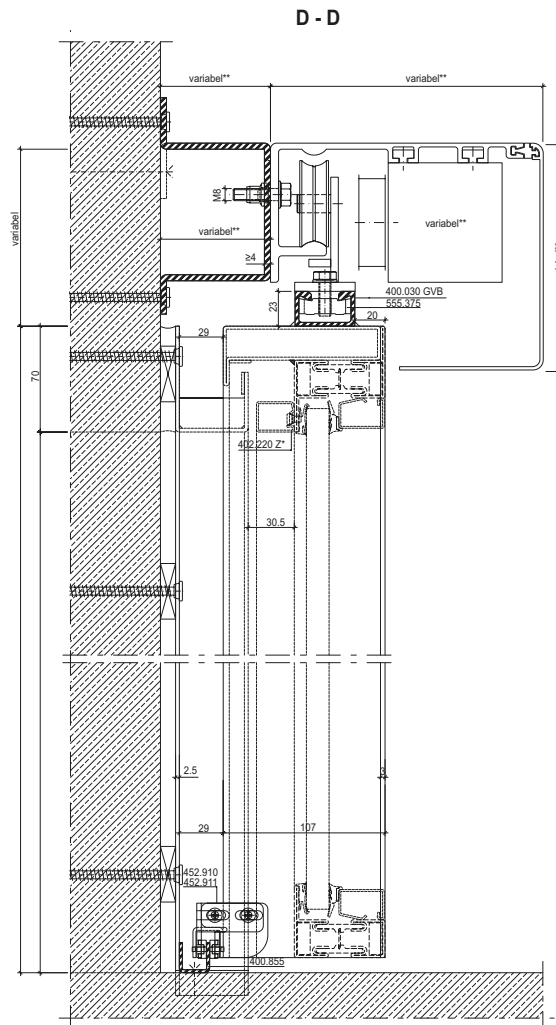 D - D
variabel**
variabel**
variabel
M8
variabel**
variabel**
≥4
400.030 GVB
555.375
23
20
29
70
402.220 Z*
30.5
2.5
3
29
107
452.910
452.911
400.855